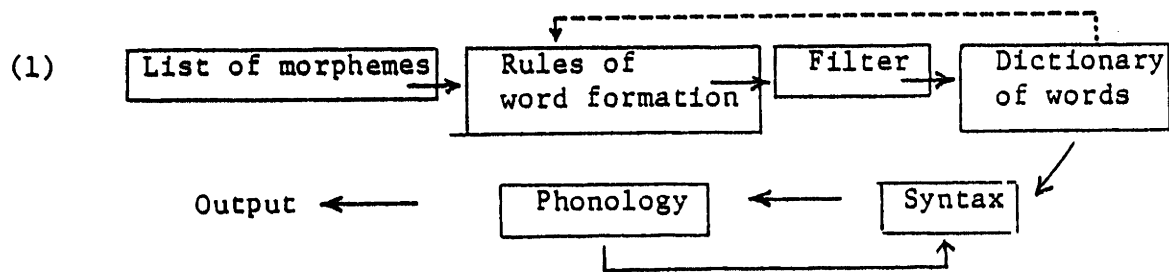 (1) List of morphemes Rules of Filter Dictionary
word formation of words
Output Phonology Syntax